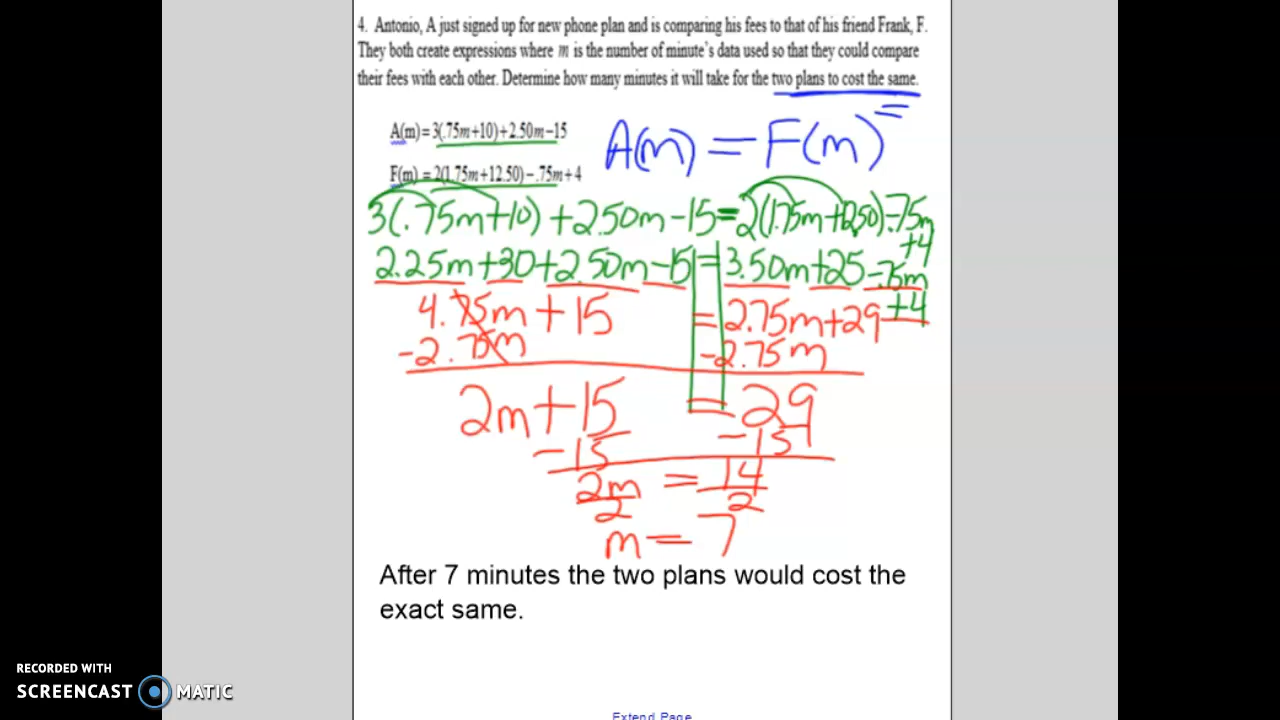 4. Antonio, A just signed up for new phone plan and is comparing his fees to that of his friend Frank, F.
They both create expressions where m is the number of minute's data used so that they could compare
their fees with each other. Determine how many minutes it will take for the two plans to cost the same.
A(m)=3(.75m+10)+2.50m−15
A(m) = F(m) =
F(m) = 2(1.75m+12.50)−.75m+4
3(.75m+10) +2.50m −15=2(1.75m+12.50)-.75m
+4
2.25m+30+2.50m−15 = 3.50m+25-.75m
+4
4.75m+15 = 2.75m+29
-2.75m -2.75m
2m+15 = 29
-15 -15
2m = 14
2 2
m = 7
After 7 minutes the two plans would cost the
exact same.
RECORDED WITH
SCREENCAST MATIC
Extend Page